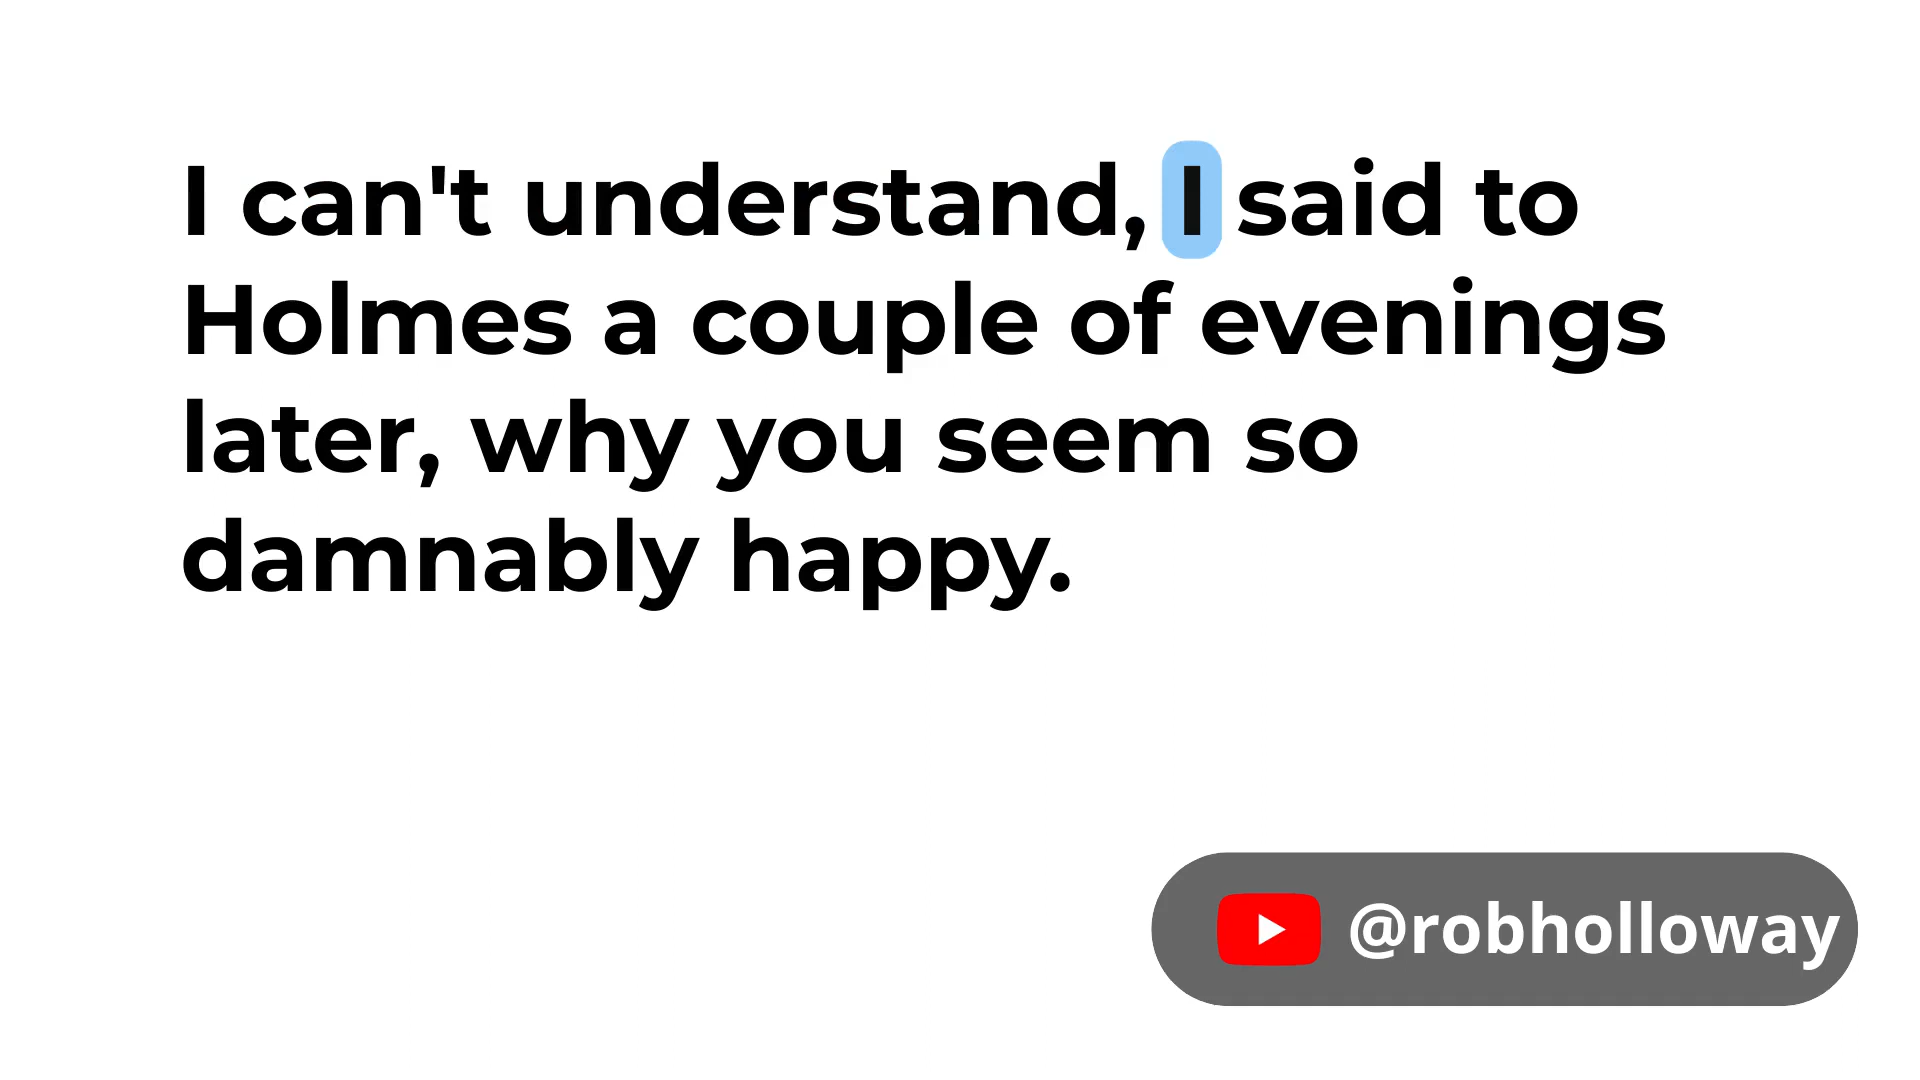 I can't understand, I said to
Holmes a couple of evenings
later, why you seem so
damnably happy.
@robholloway